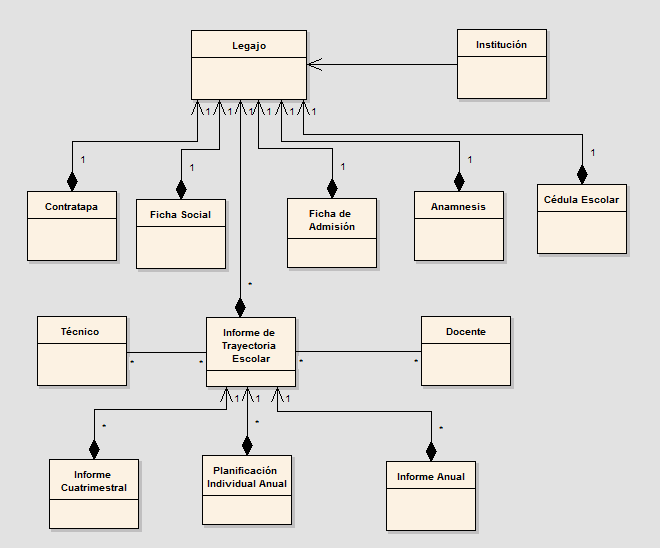 Legajo
Institución
1 1 1 1 1 1
1
1
1
1
1
Contratapa
Ficha Social
Ficha de
Admisión
Anamnesis
Cédula Escolar
*
Técnico
Informe de
Trayectoria
Escolar
Docente
* * * *
1 1 1
* * *
Informe
Cuatrimestral
Planificación
Individual Anual
Informe Anual